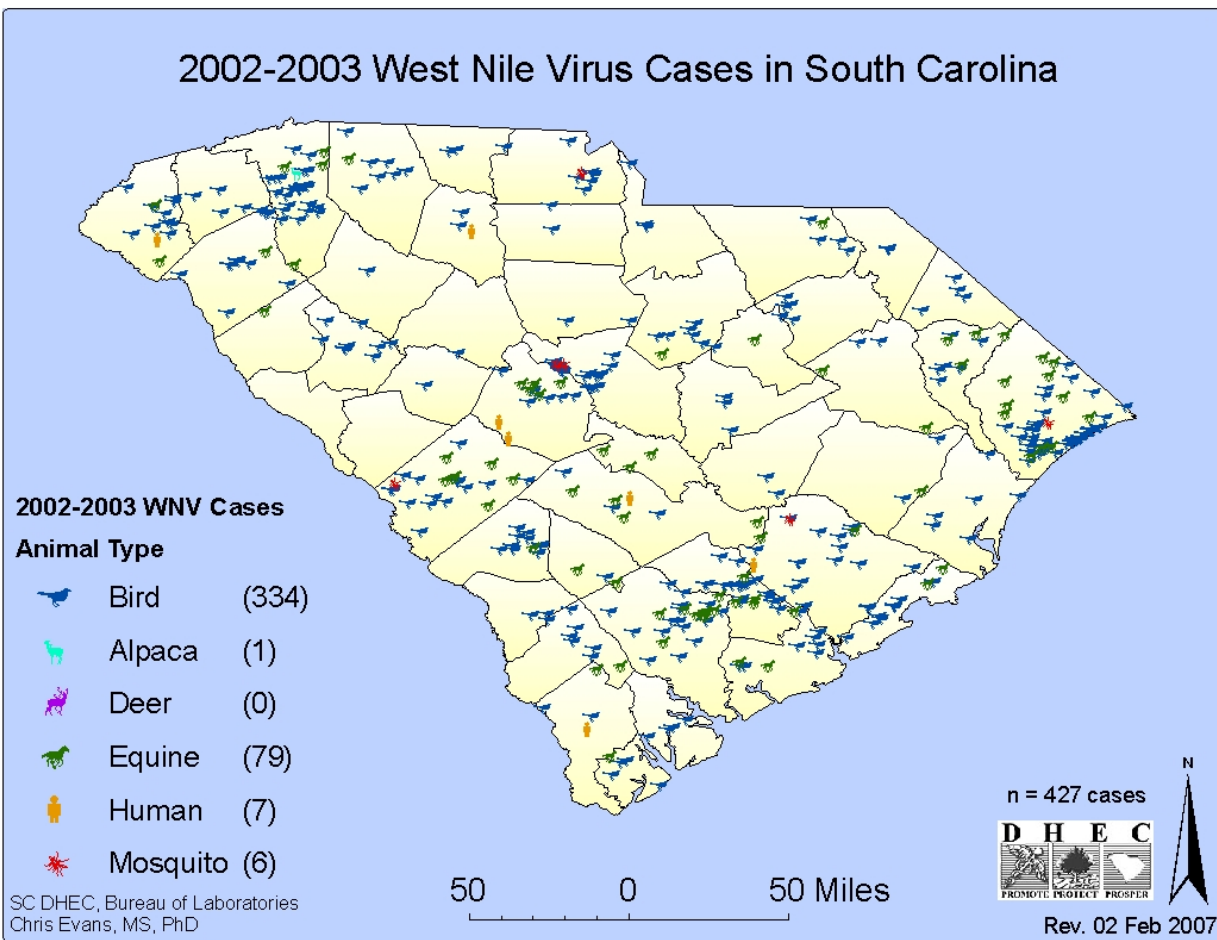 2002-2003 West Nile Virus Cases in South Carolina
2002-2003 WNV Cases
Animal Type
Bird (334)
Alpaca (1)
Deer (0)
Equine (79)
Human (7)
Mosquito (6)
SC DHEC, Bureau of Laboratories
Chris Evans, MS, PhD
50 0 50 Miles
N
n = 427 cases
D H E C
PROMOTE PROTECT PROSPER
Rev. 02 Feb 2007